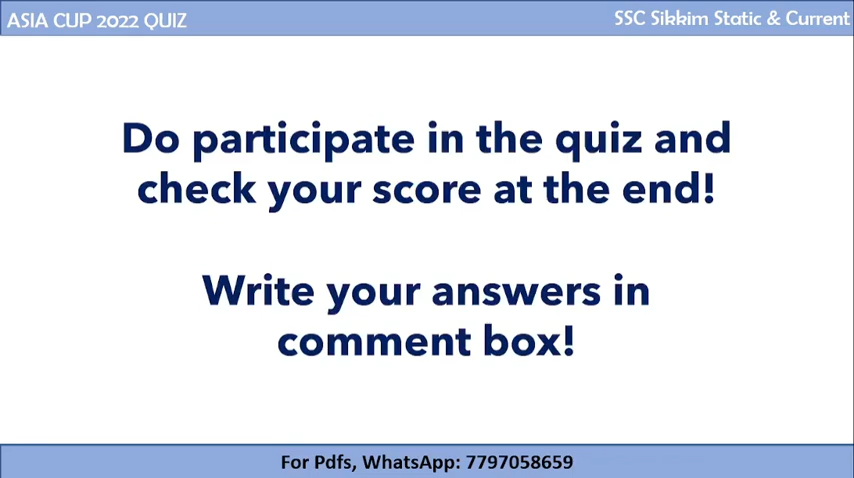 ASIA CUP 2022 QUIZ
SSC Sikkim Static & Current
Do participate in the quiz and
check your score at the end!
Write your answers in
comment box!
For Pdfs, WhatsApp: 7797058659